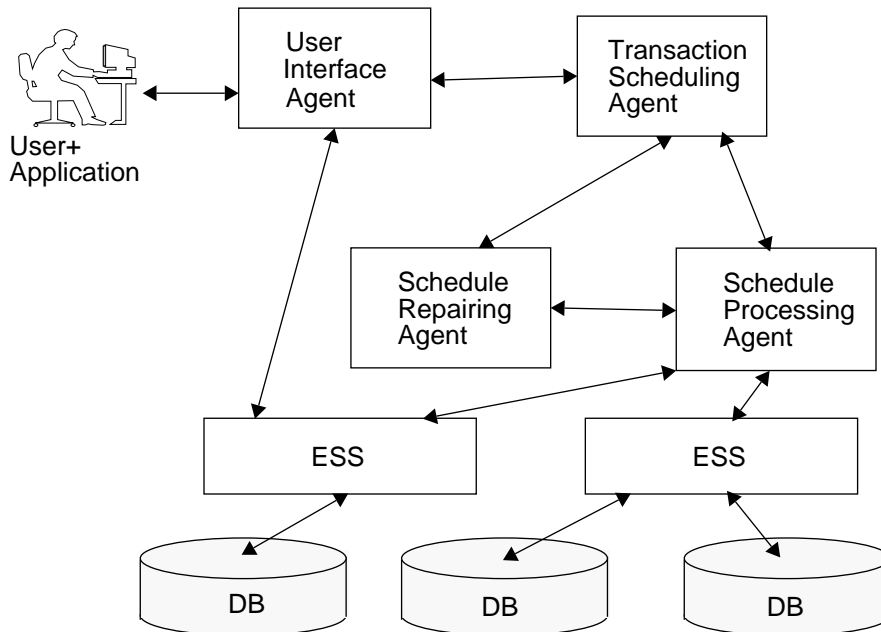 User
Interface
Agent
Transaction
Scheduling
Agent
User+
Application
Schedule
Repairing
Agent
Schedule
Processing
Agent
ESS
ESS
DB
DB
DB